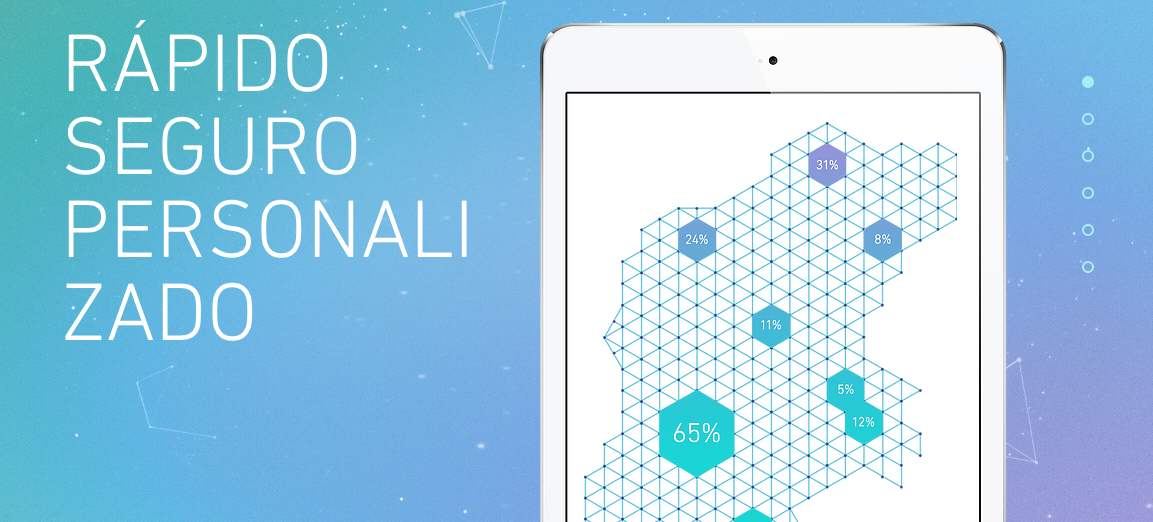 RÁPIDO
SEGURO
PERSONALI
ZADO
31%
24%
8%
11%
5%
12%
65%